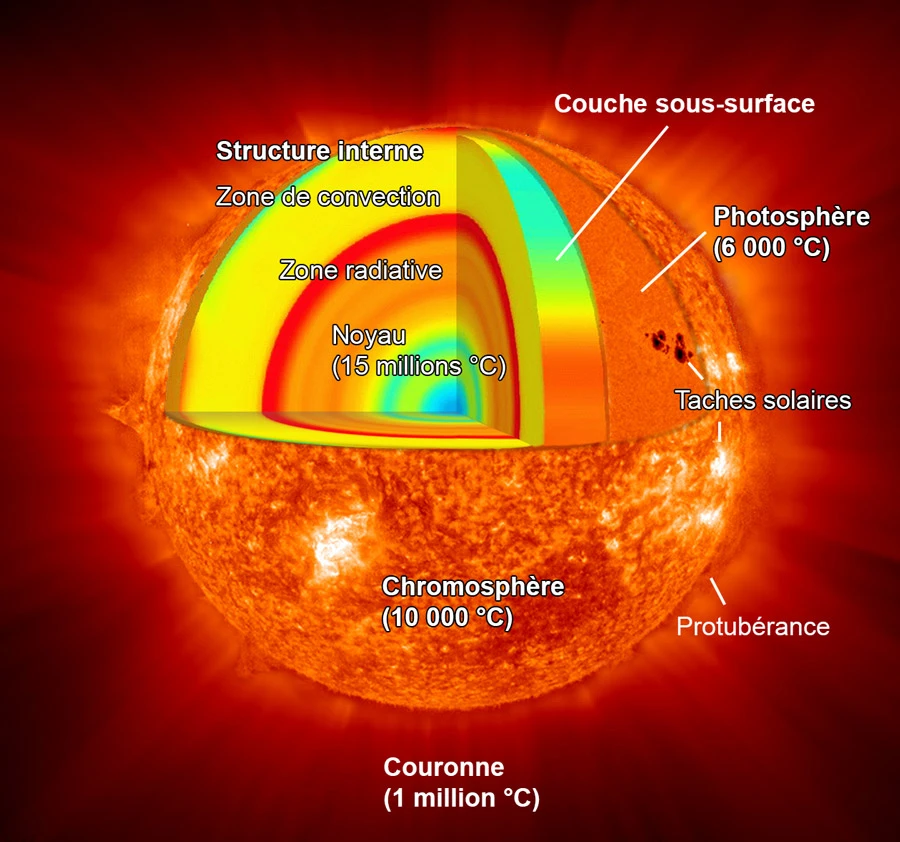 Couche sous-surface
Structure interne
Zone de convection
Photosphère
(6 000 °C)
Zone radiative
Noyau
(15 millions °C)
Taches solaires
Chromosphère
(10 000 °C)
Protubérance
Couronne
(1 million °C)